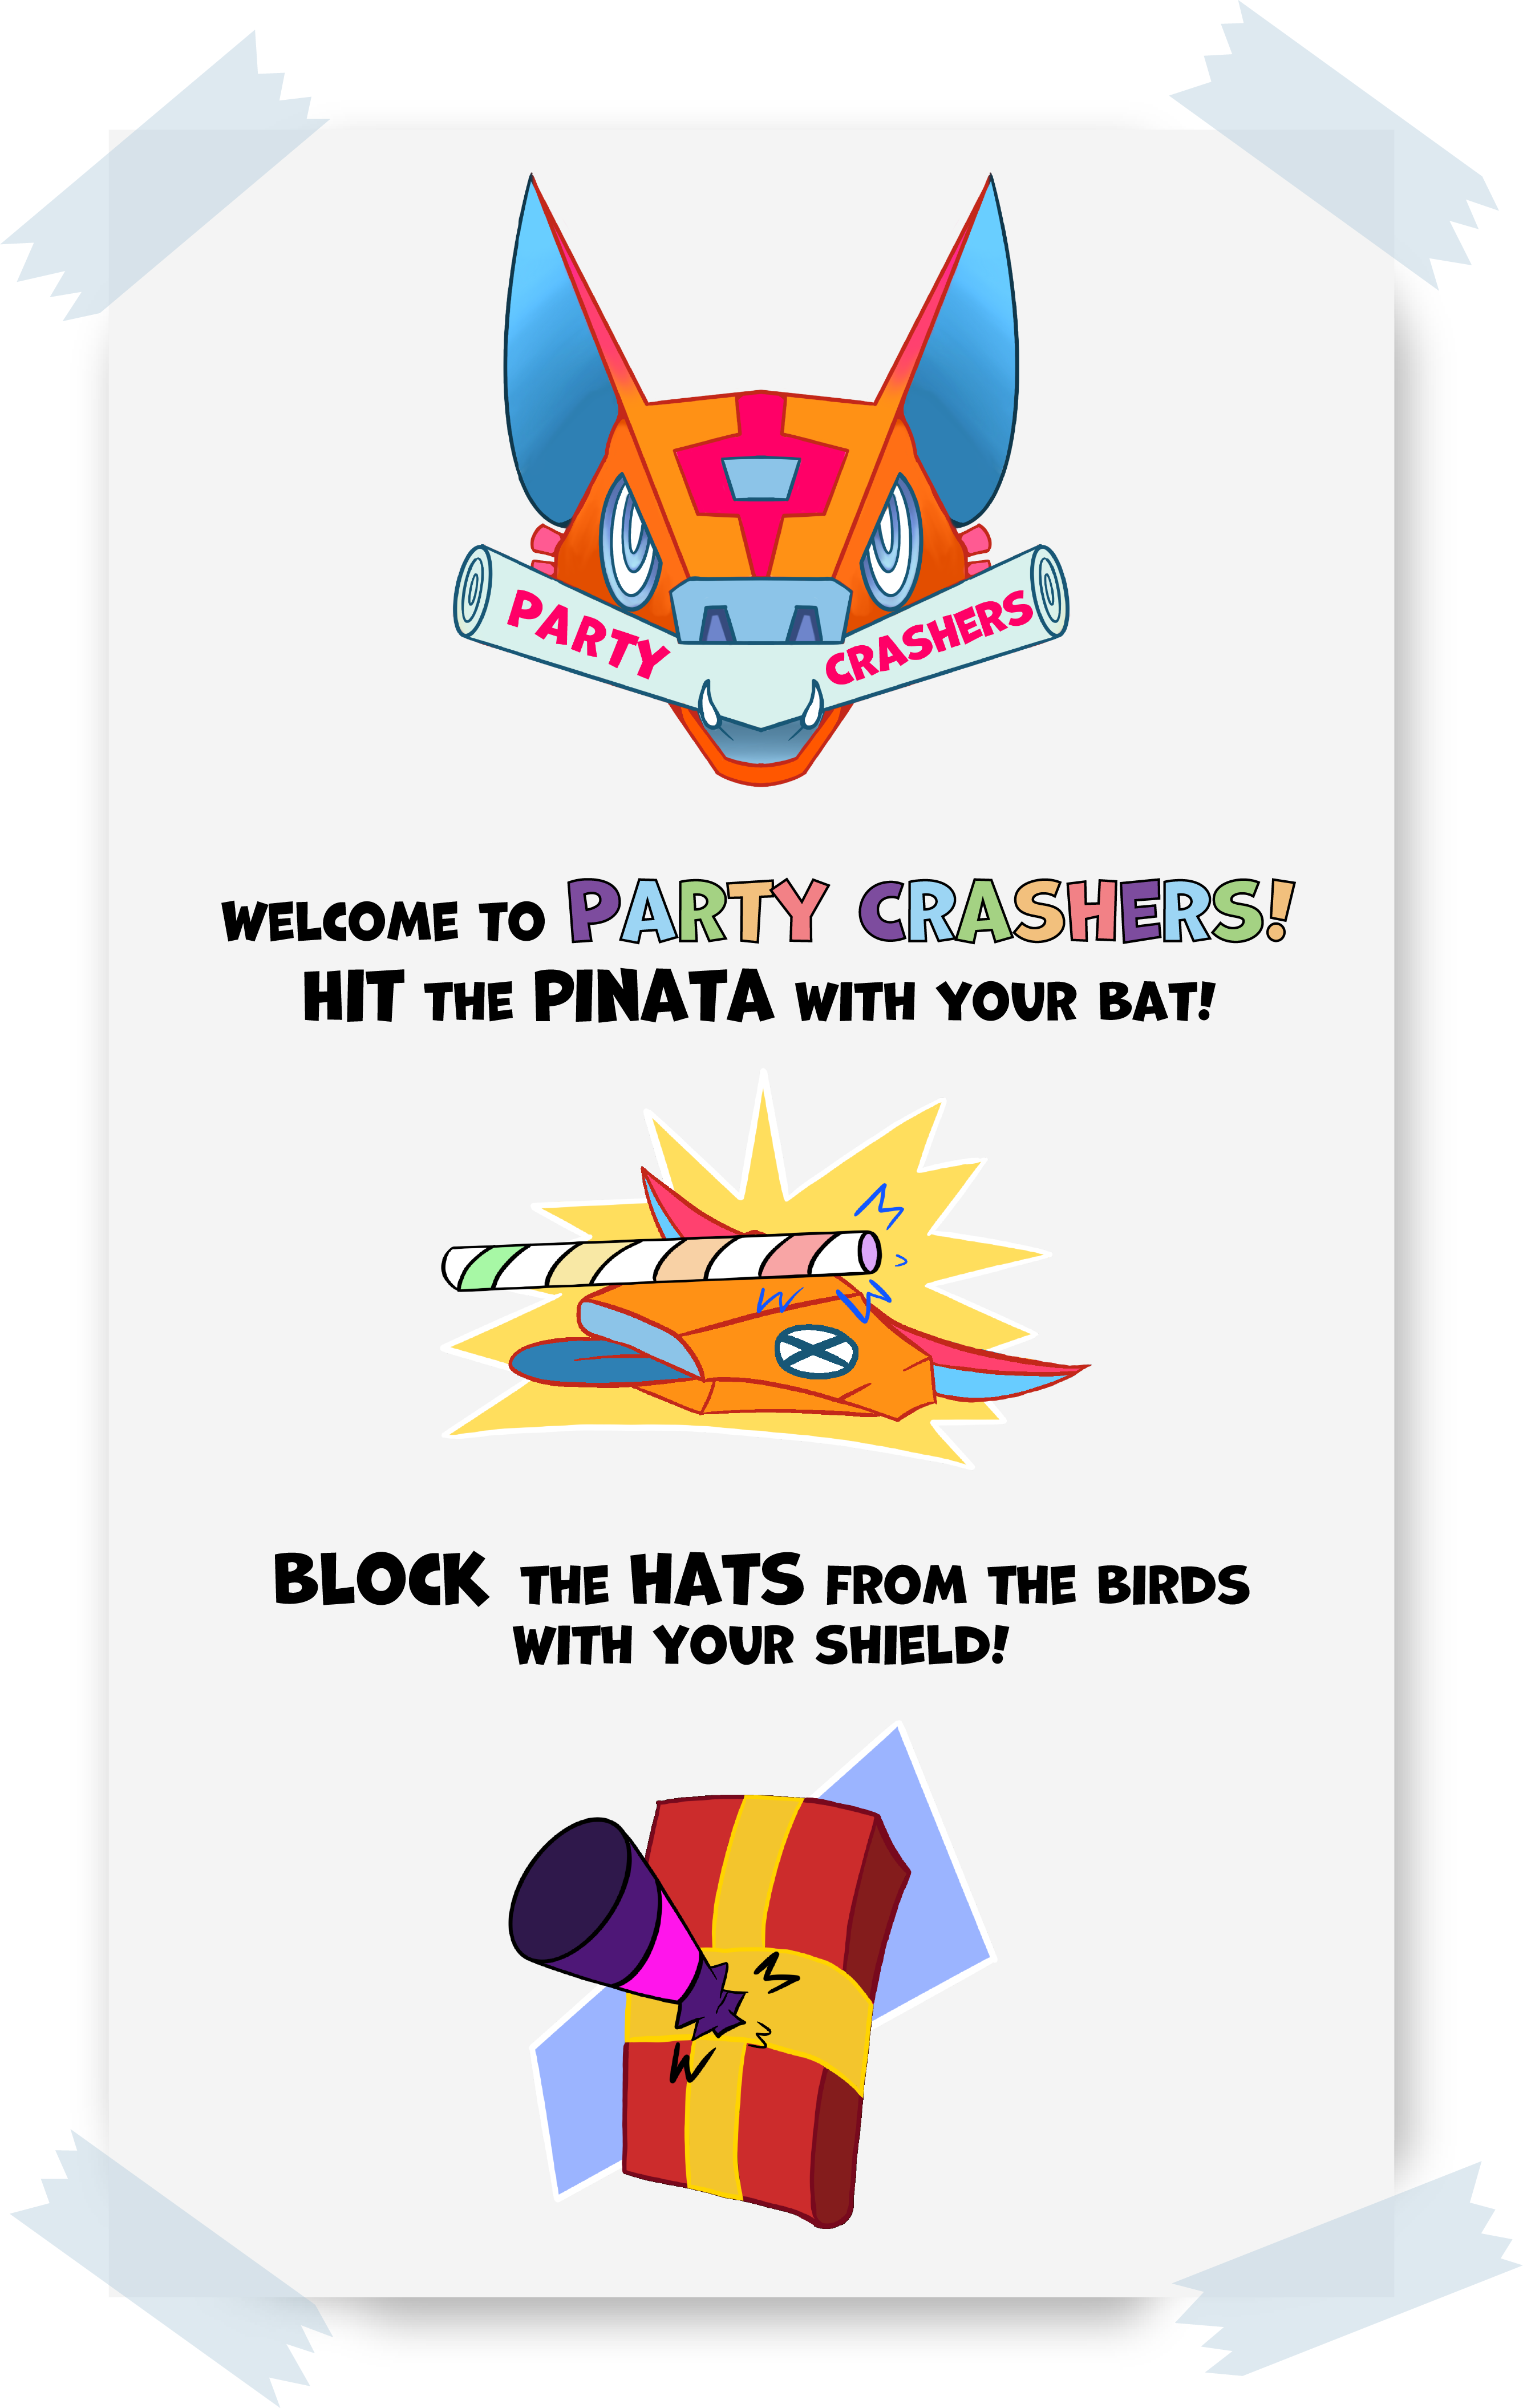 PARTY CRASHERS
WELCOME TO PARTY CRASHERS!
HIT THE PINATA WITH YOUR BAT!
BLOCK THE HATS FROM THE BIRDS
WITH YOUR SHIELD!